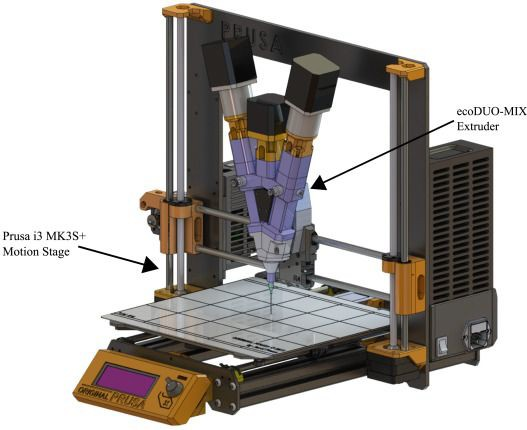 PRUSA
ecoDUO-MIX
Extruder
Prusa i3 MK3S+
Motion Stage
ORIGINAL PRUSA